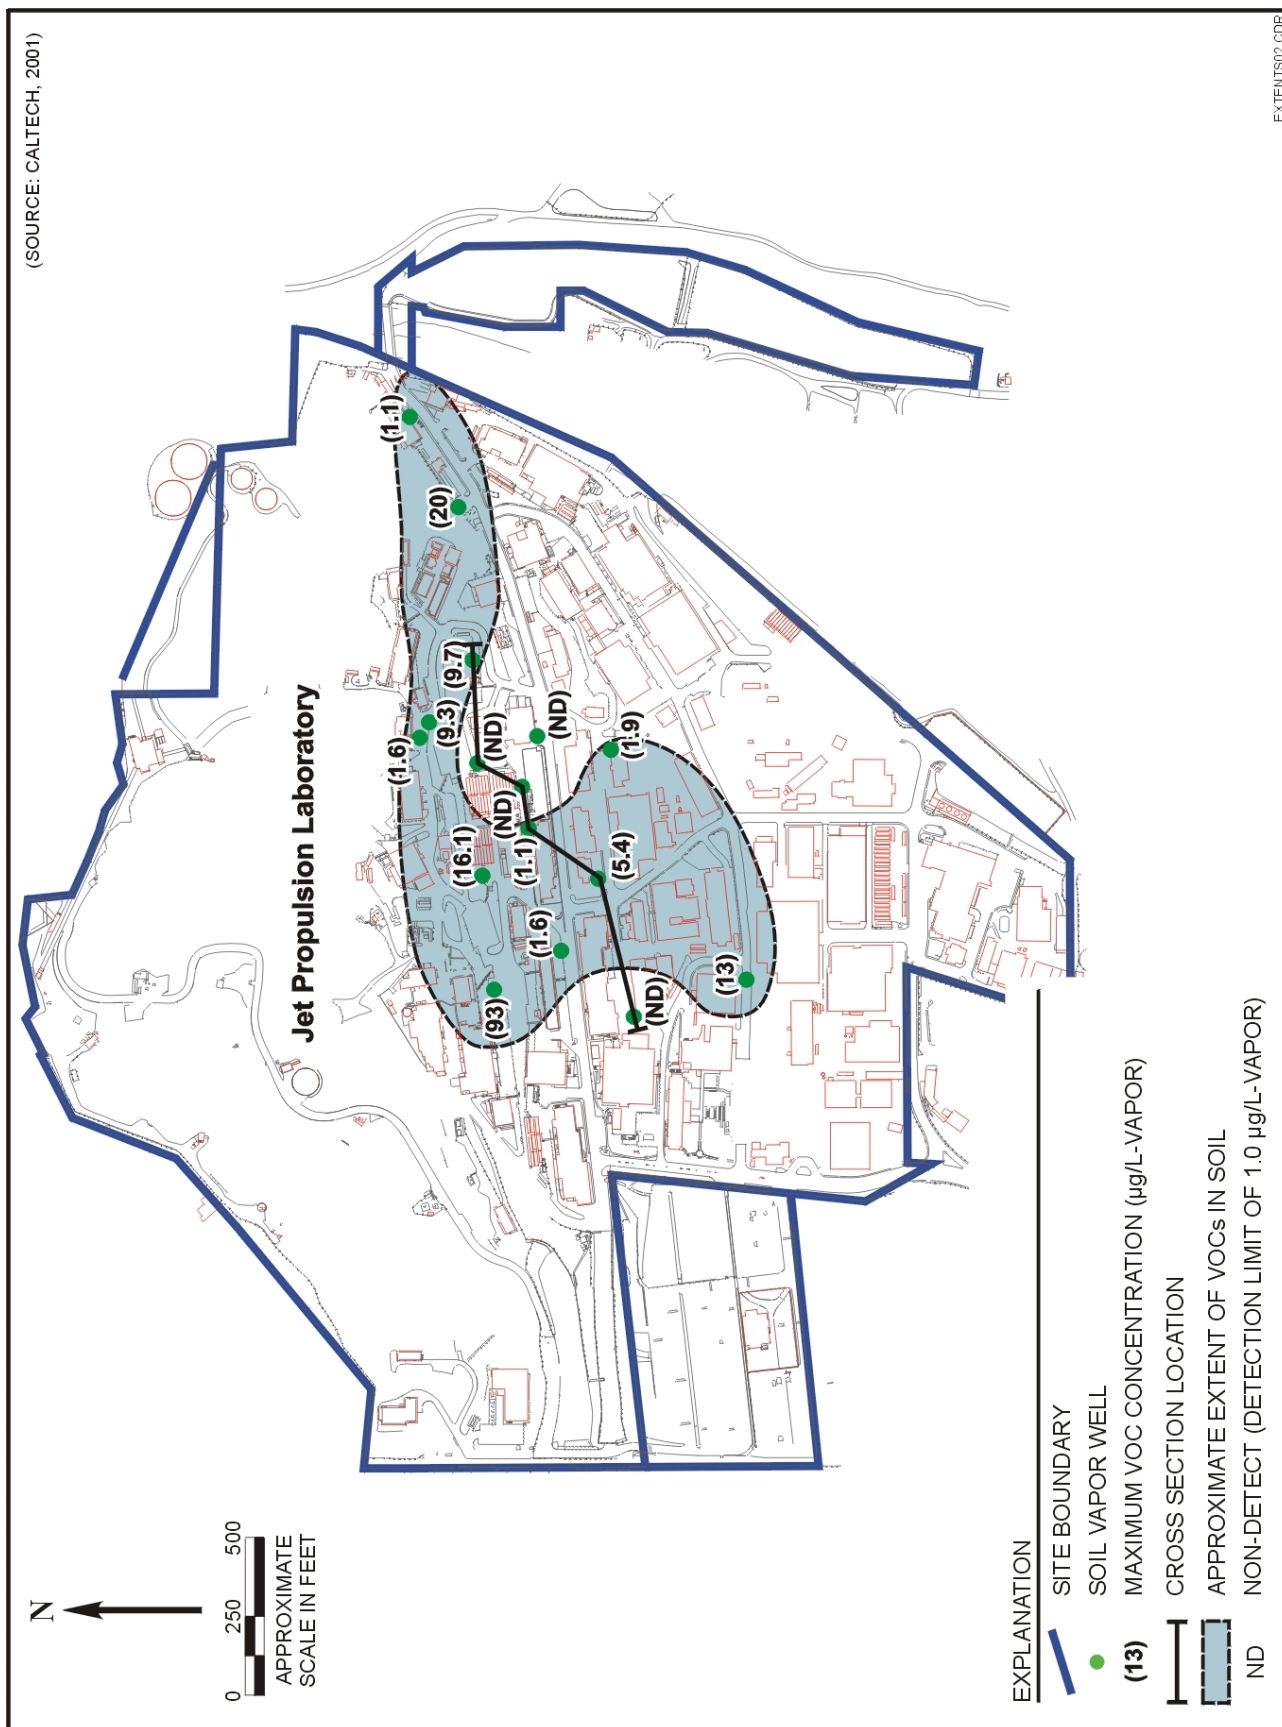 (SOURCE: CALTECH, 2001)
N
0 250 500
APPROXIMATE
SCALE IN FEET
Jet Propulsion Laboratory
(1.1)
(20)
(9.7)
(9.3)
(1.6)
(ND)
(ND)
(ND)
(1.9)
(16.1)
(1.1)
(5.4)
(1.6)
(93)
(ND)
(13)
EXPLANATION
SITE BOUNDARY
SOIL VAPOR WELL
(13) MAXIMUM VOC CONCENTRATION (µg/L-VAPOR)
CROSS SECTION LOCATION
APPROXIMATE EXTENT OF VOCs IN SOIL
ND NON-DETECT (DETECTION LIMIT OF 1.0 µg/L-VAPOR)
EXTENTS02.CDR